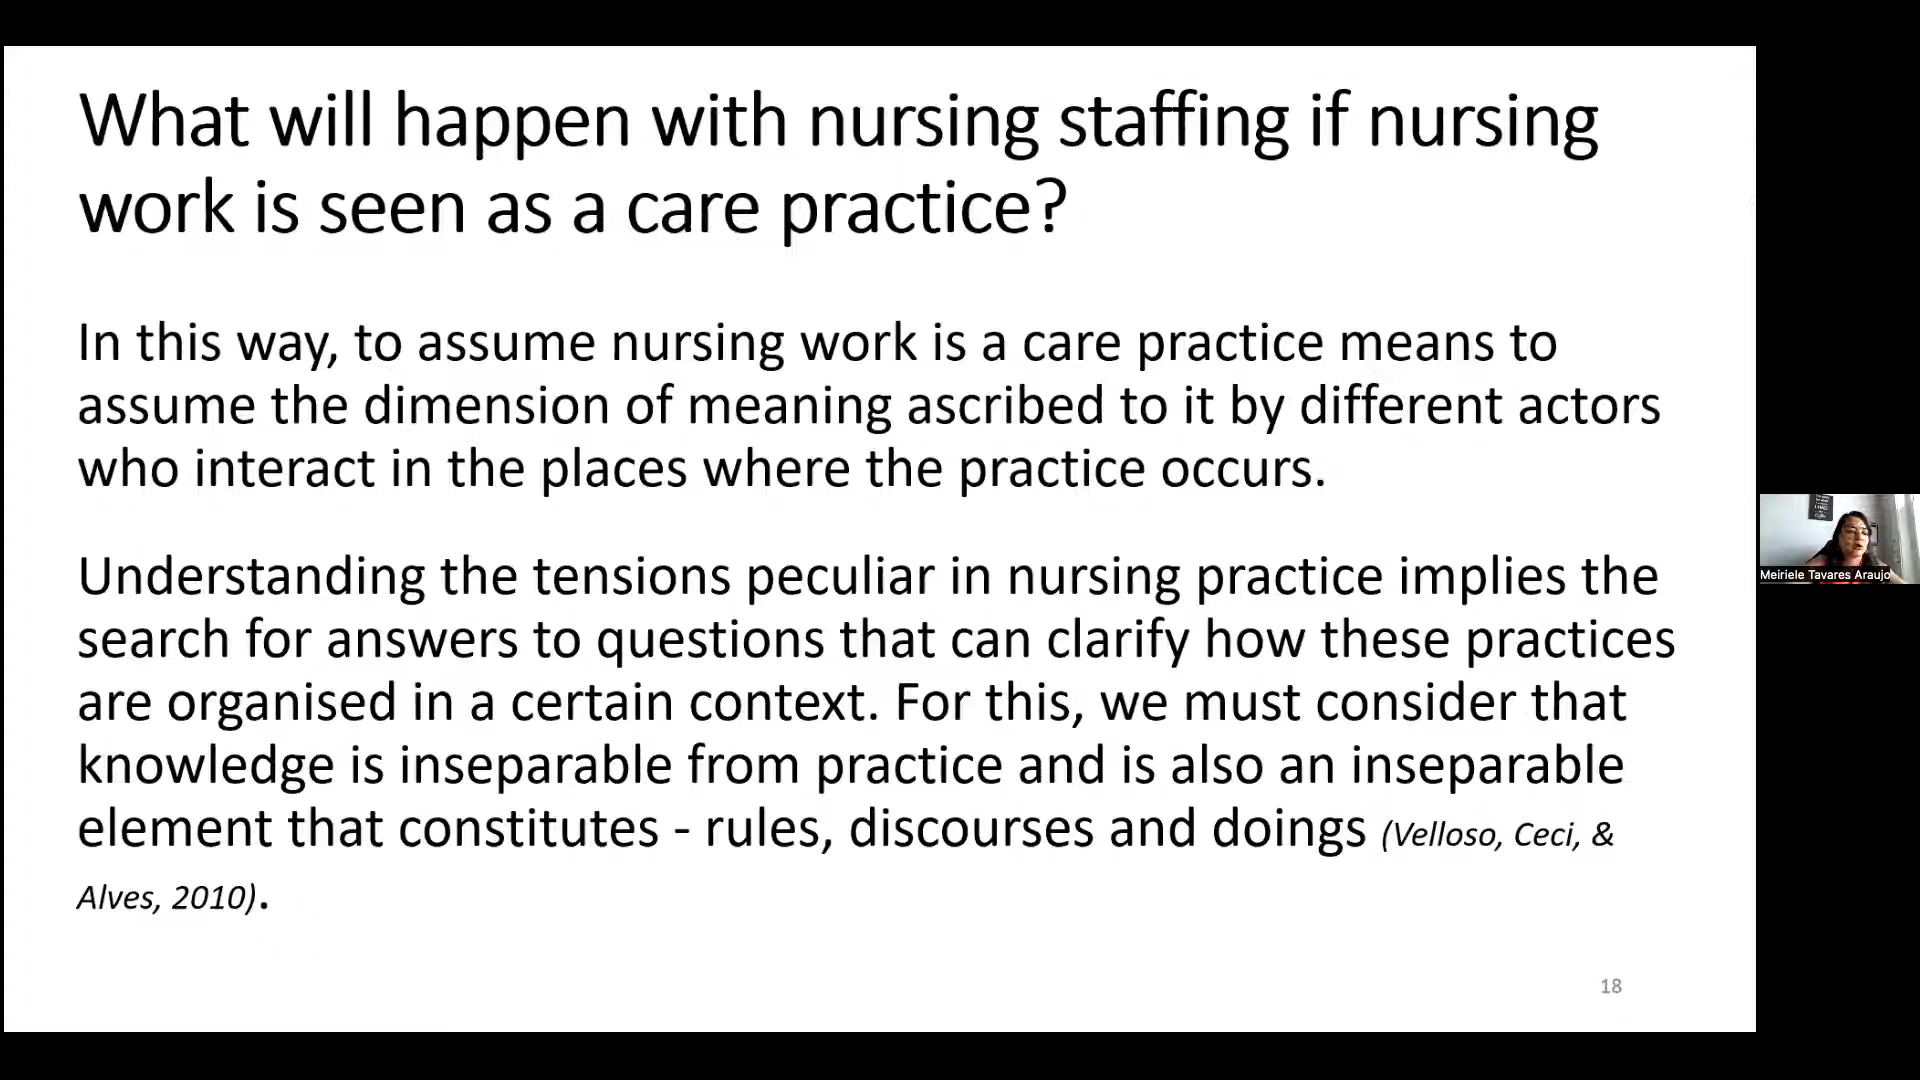 What will happen with nursing staffing if nursing
work is seen as a care practice?
In this way, to assume nursing work is a care practice means to
assume the dimension of meaning ascribed to it by different actors
who interact in the places where the practice occurs.
Understanding the tensions peculiar in nursing practice implies the
search for answers to questions that can clarify how these practices
are organised in a certain context. For this, we must consider that
knowledge is inseparable from practice and is also an inseparable
element that constitutes - rules, discourses and doings (Velloso, Ceci, &
Alves, 2010).
18
I HAD
Meiriele Tavares Araujo